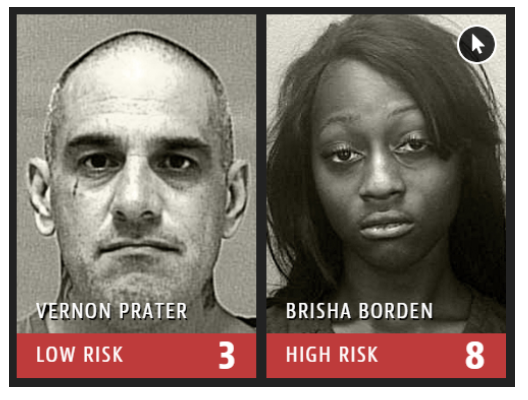 VERNON PRATER
LOW RISK 3
BRISHA BORDEN
HIGH RISK 8